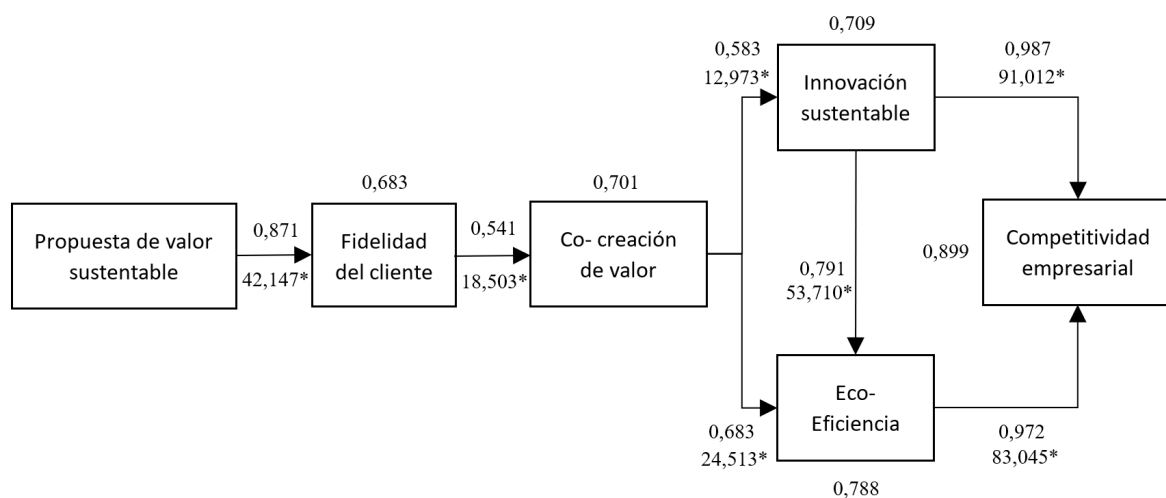 0,709
0,583
12,973*
Innovación
sustentable
0,987
91,012*
0,683
0,701
Propuesta de valor
sustentable
0,871
42,147*
Fidelidad
del cliente
0,541
18,503*
Co- creación
de valor
0,791
53,710*
0,899
Competitividad
empresarial
0,683
24,513*
Eco-
Eficiencia
0,972
83,045*
0,788